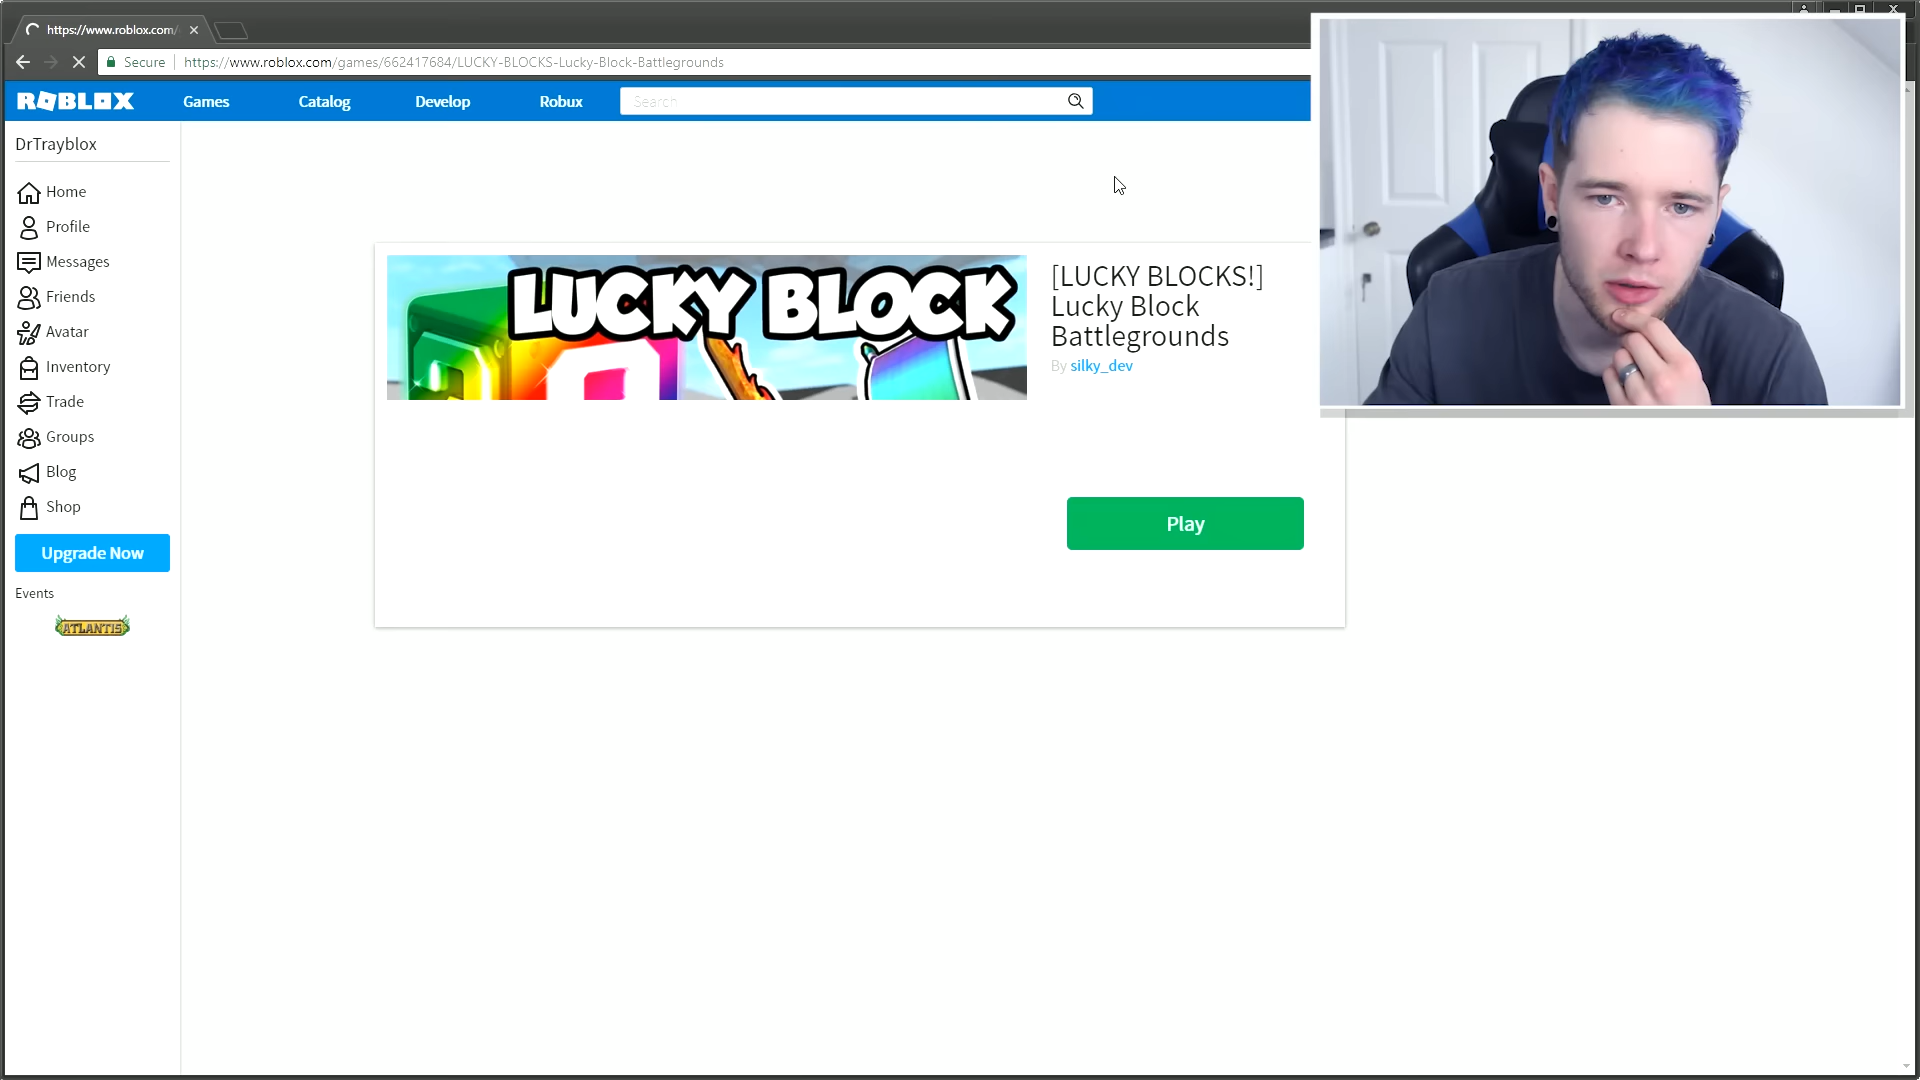 https://www.roblox.com/
Secure https://www.roblox.com/games/662417684/LUCKY-BLOCKS-Lucky-Block-Battlegrounds
ROBLOX Games Catalog Develop Robux Search
DrTrayblox
Home
Profile
Messages
Friends
Avatar
Inventory
Trade
Groups
Blog
Shop
Upgrade Now
Events
ATLANTIS
LUCKY BLOCK
[LUCKY BLOCKS!]
Lucky Block
Battlegrounds
By silky_dev
Play